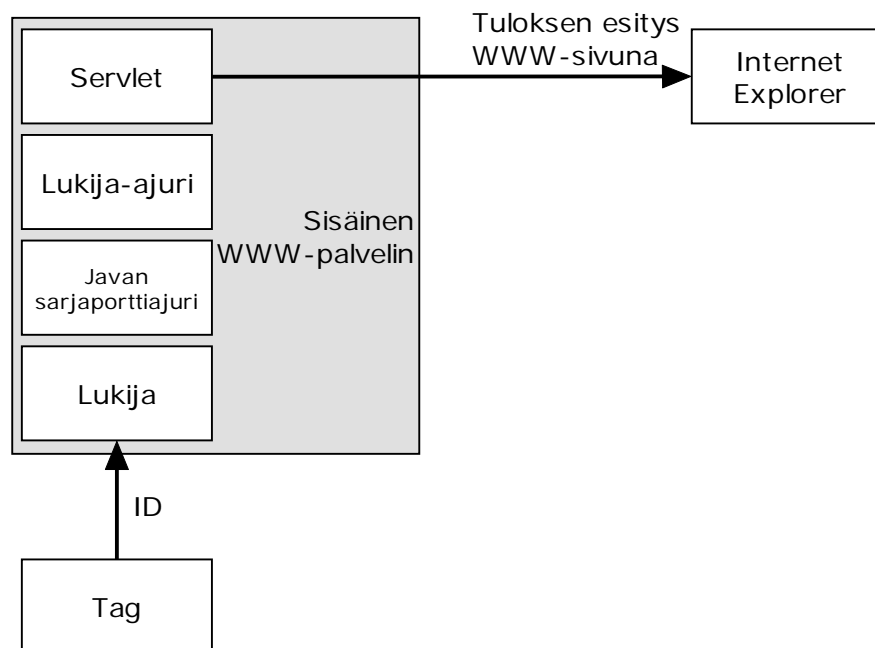 Tuloksen esitys
WWW-sivuna
Servlet
Internet
Explorer
Lukija-ajuri
Sisäinen
WWW-palvelin
Javan
sarjaporttiajuri
Lukija
ID
Tag